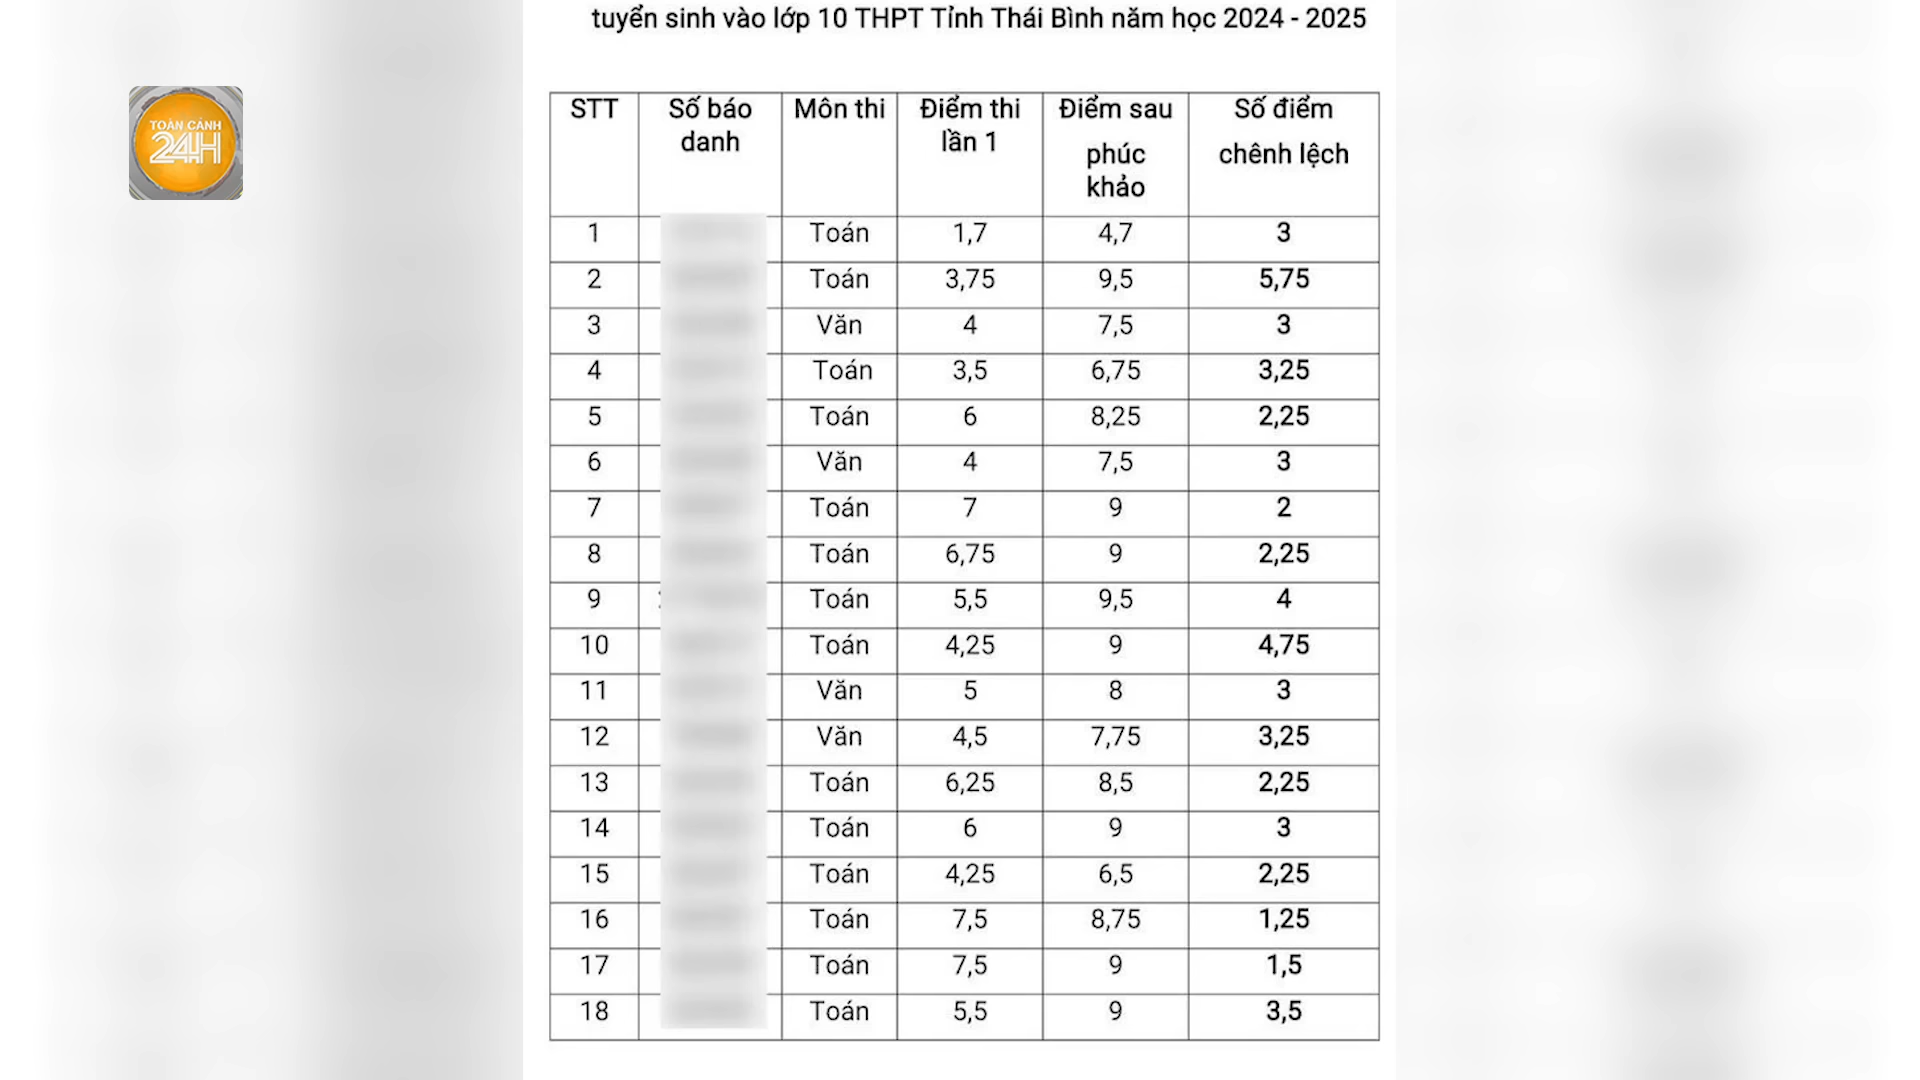 tuyển sinh vào lớp 10 THPT Tỉnh Thái Bình năm học 2024 - 2025
TOÀN CẢNH
24H
STT Số báo danh Môn thi Điểm thi lần 1 Điểm sau phúc khảo Số điểm chênh lệch
1 Toán 1,7 4,7 3
2 Toán 3,75 9,5 5,75
3 Văn 4 7,5 3
4 Toán 3,5 6,75 3,25
5 Toán 6 8,25 2,25
6 Văn 4 7,5 3
7 Toán 7 9 2
8 Toán 6,75 9 2,25
9 Toán 5,5 9,5 4
10 Toán 4,25 9 4,75
11 Văn 5 8 3
12 Văn 4,5 7,75 3,25
13 Toán 6,25 8,5 2,25
14 Toán 6 9 3
15 Toán 4,25 6,5 2,25
16 Toán 7,5 8,75 1,25
17 Toán 7,5 9 1,5
18 Toán 5,5 9 3,5